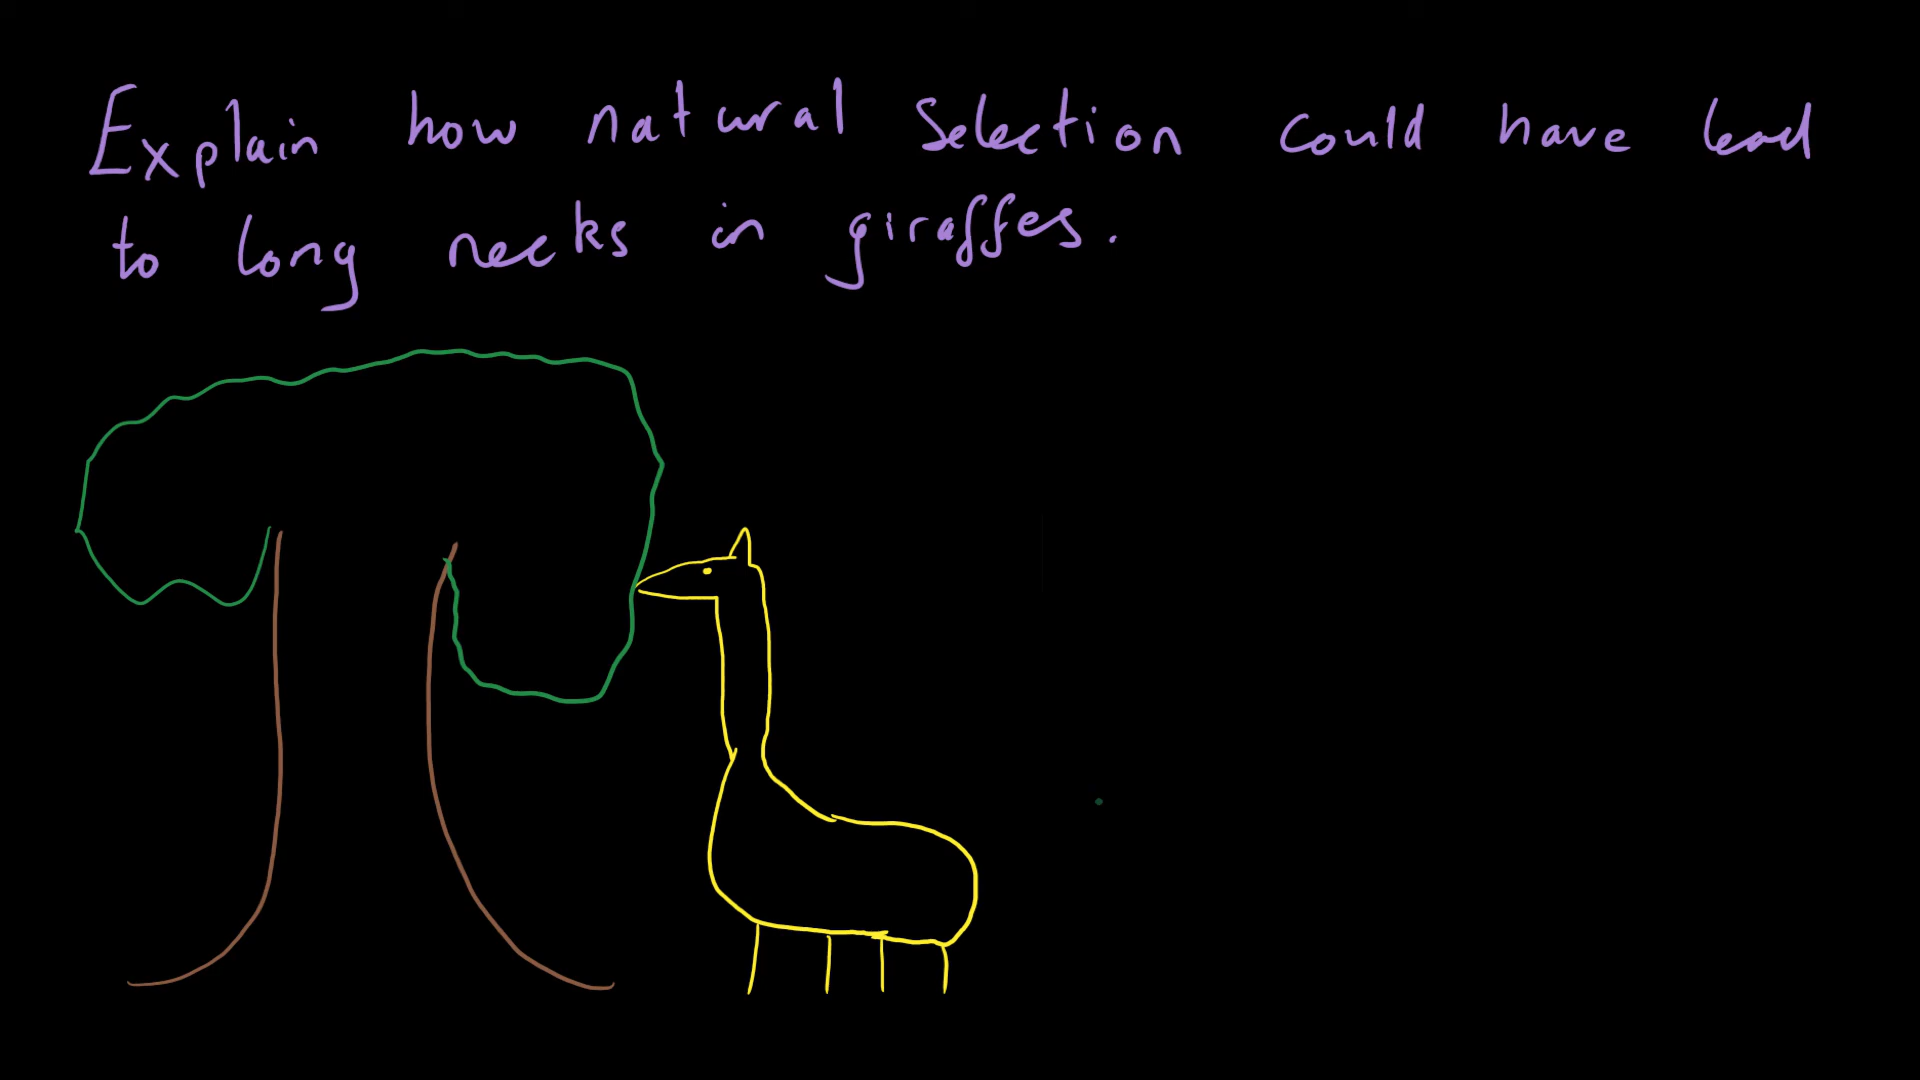 Explain how natural Selection could have lead
to long necks in giraffes.